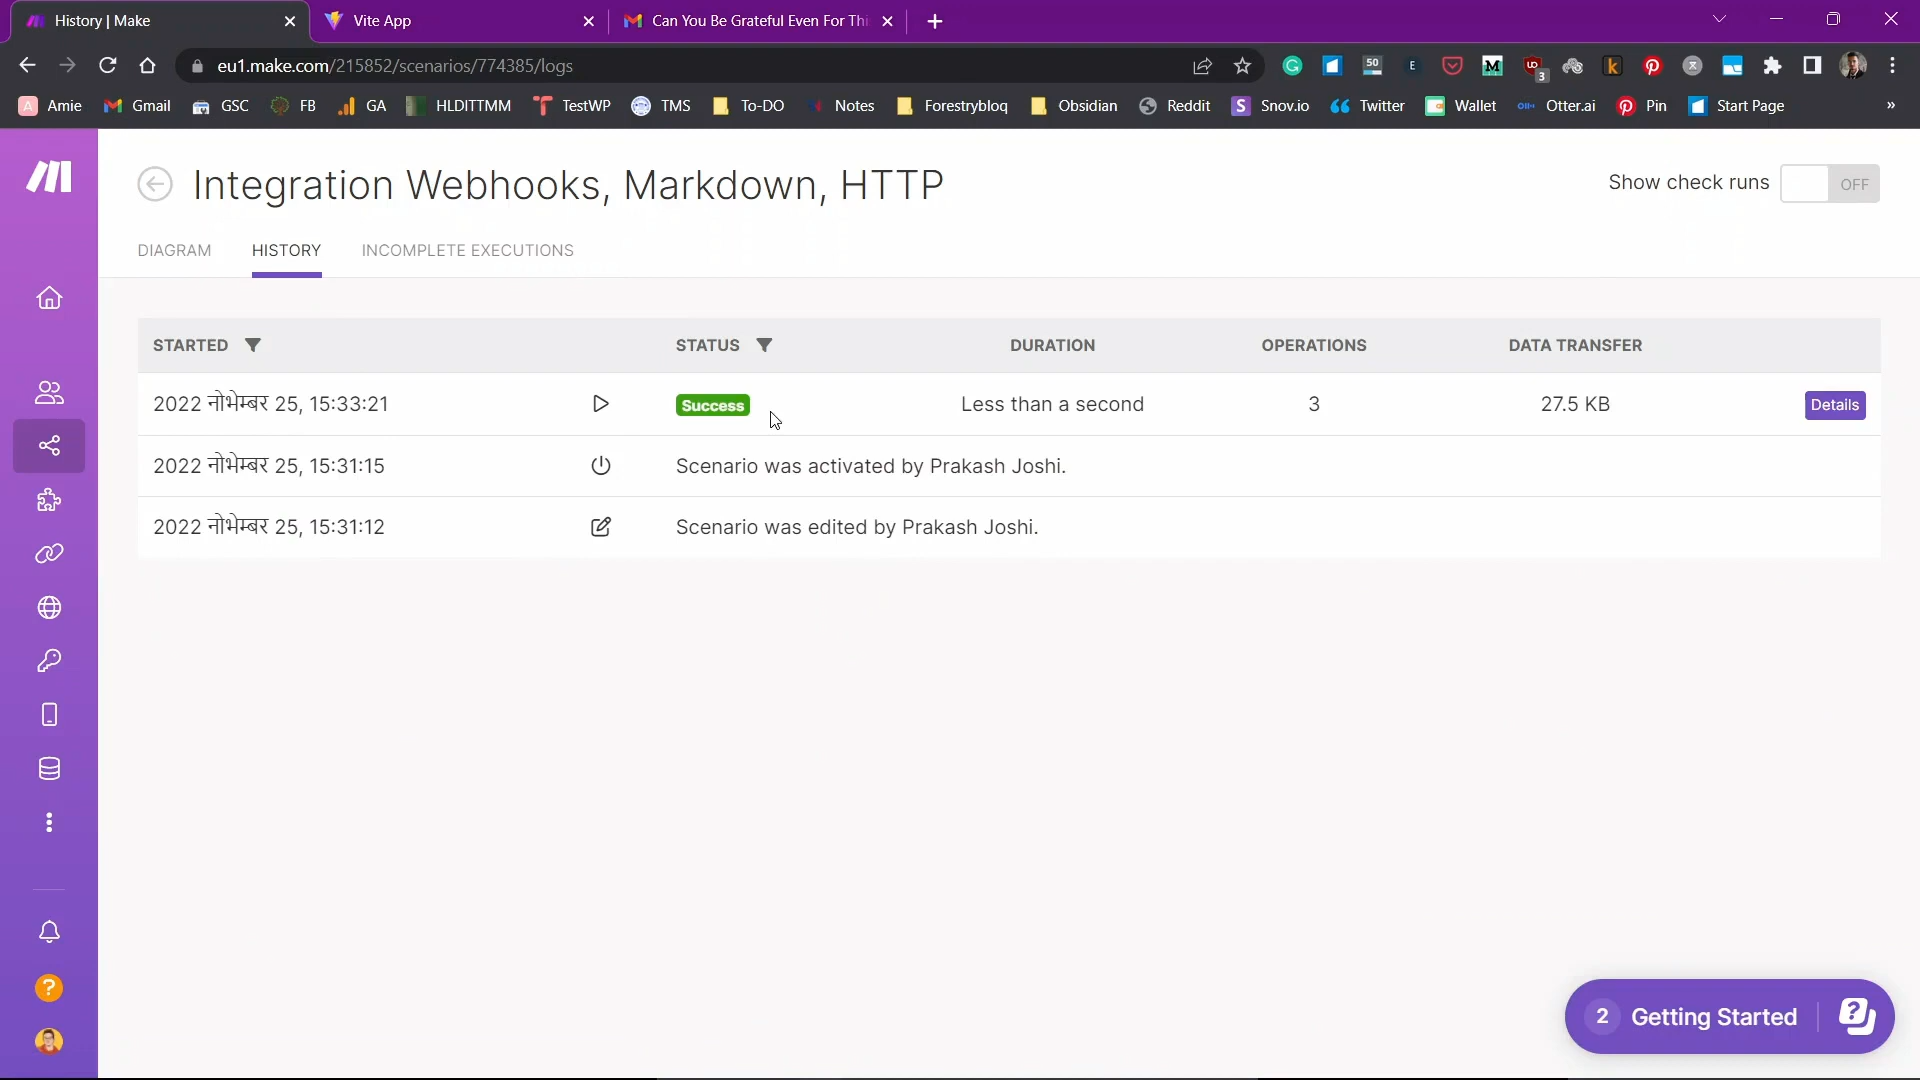 History | Make
Vite App
Can You Be Grateful Even For Thi
eu1.make.com/215852/scenarios/774385/logs
50
E
3
Amie
Gmail
GSC
FB
GA
HLDITTMM
TestWP
TMS
To-DO
Notes
Forestrybloq
Obsidian
Reddit
Snov.io
Twitter
Wallet
Otter.ai
Pin
Start Page
»
Integration Webhooks, Markdown, HTTP
Show check runs
OFF
DIAGRAM
HISTORY
INCOMPLETE EXECUTIONS
STARTED
STATUS
DURATION
OPERATIONS
DATA TRANSFER
2022 नोभेम्बर 25, 15:33:21
Success
Less than a second
3
27.5 KB
Details
2022 नोभेम्बर 25, 15:31:15
Scenario was activated by Prakash Joshi.
2022 नोभेम्बर 25, 15:31:12
Scenario was edited by Prakash Joshi.
2
Getting Started